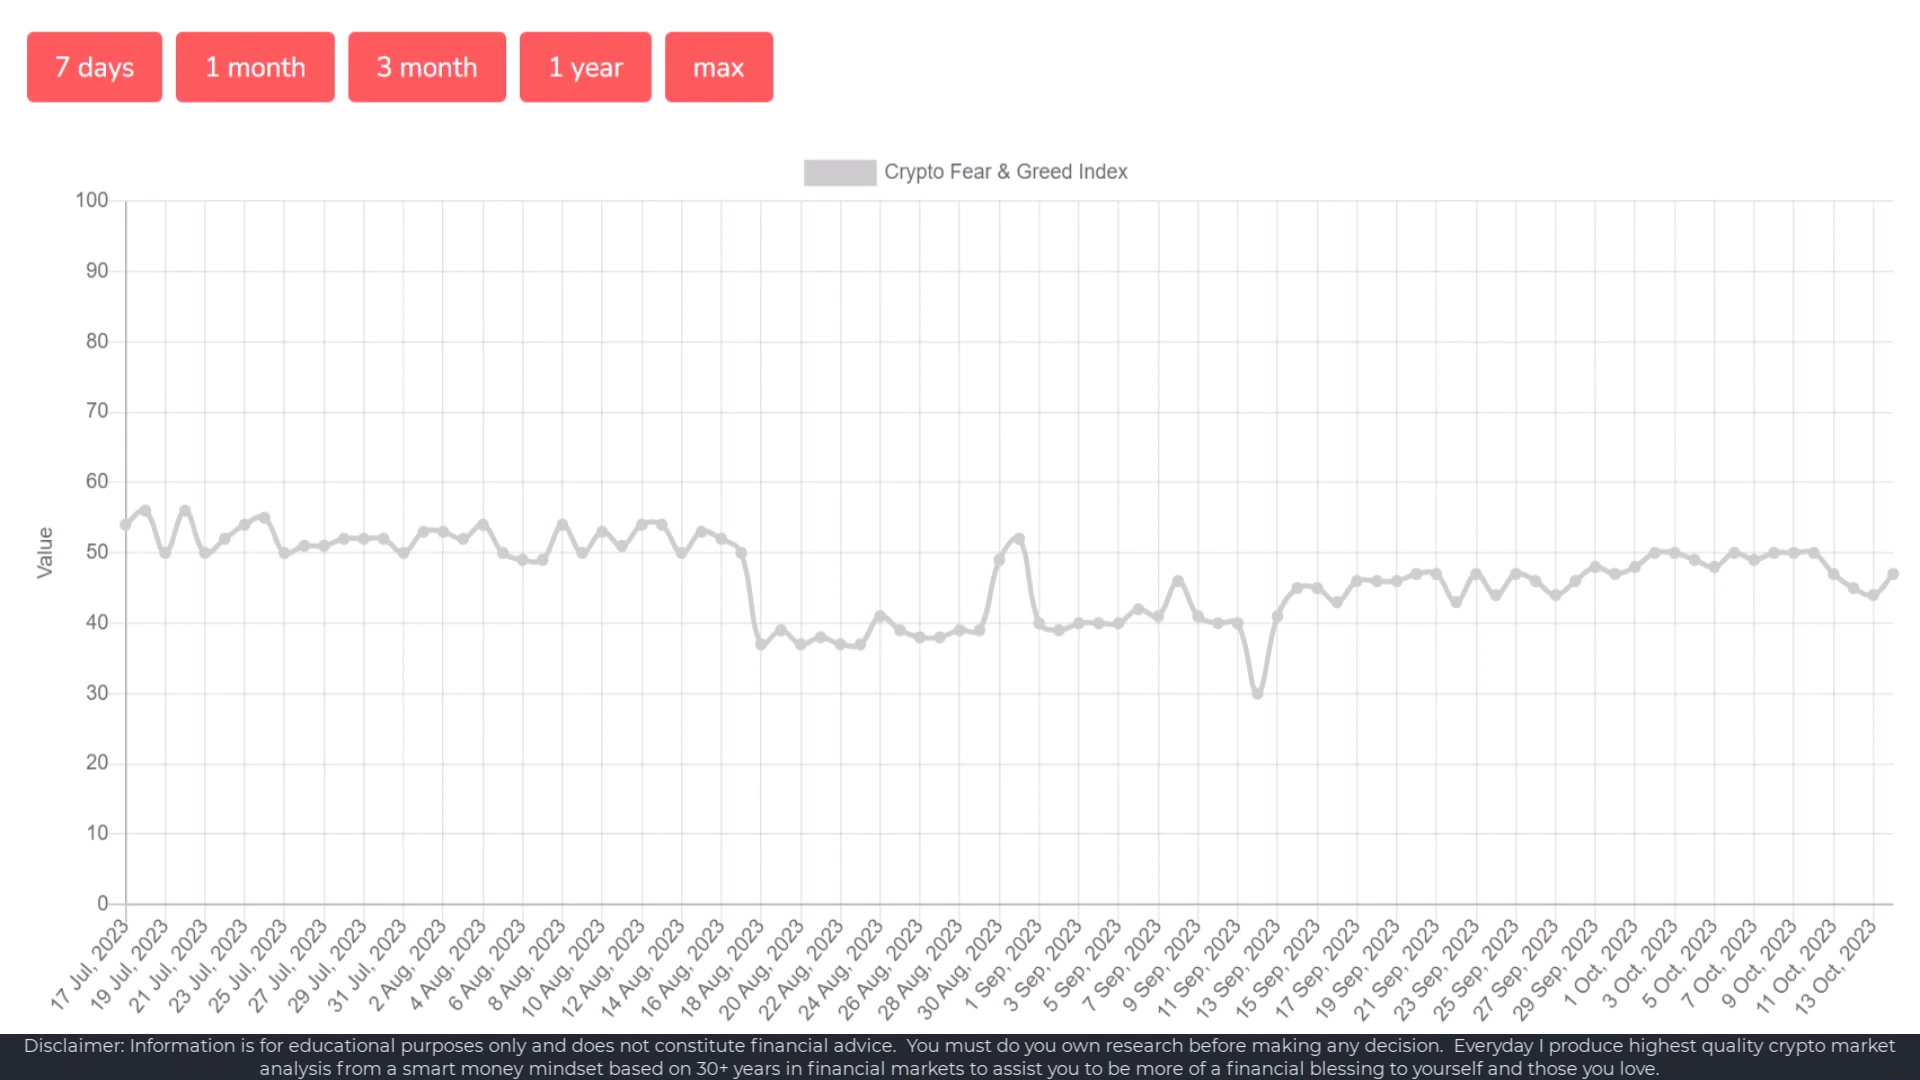 7 days 1 month 3 month 1 year max
Crypto Fear & Greed Index
100
90
80
70
60
50
40
30
20
10
0
Value
17 Jul, 2023
19 Jul, 2023
21 Jul, 2023
23 Jul, 2023
25 Jul, 2023
27 Jul, 2023
29 Jul, 2023
31 Jul, 2023
2 Aug, 2023
4 Aug, 2023
6 Aug, 2023
8 Aug, 2023
10 Aug, 2023
12 Aug, 2023
14 Aug, 2023
16 Aug, 2023
18 Aug, 2023
20 Aug, 2023
22 Aug, 2023
24 Aug, 2023
26 Aug, 2023
28 Aug, 2023
30 Aug, 2023
1 Sep, 2023
3 Sep, 2023
5 Sep, 2023
7 Sep, 2023
9 Sep, 2023
11 Sep, 2023
13 Sep, 2023
15 Sep, 2023
17 Sep, 2023
19 Sep, 2023
21 Sep, 2023
23 Sep, 2023
25 Sep, 2023
27 Sep, 2023
29 Sep, 2023
1 Oct, 2023
3 Oct, 2023
5 Oct, 2023
7 Oct, 2023
9 Oct, 2023
11 Oct, 2023
13 Oct, 2023
Disclaimer: Information is for educational purposes only and does not constitute financial advice.  You must do you own research before making any decision.  Everyday I produce highest quality crypto market
analysis from a smart money mindset based on 30+ years in financial markets to assist you to be more of a financial blessing to yourself and those you love.